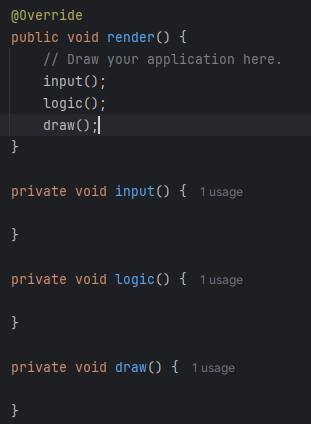 @Override
public void render() {
    // Draw your application here.
    input();
    logic();
    draw();
}
private void input() {  1 usage
}
private void logic() {  1 usage
}
private void draw() {  1 usage
}